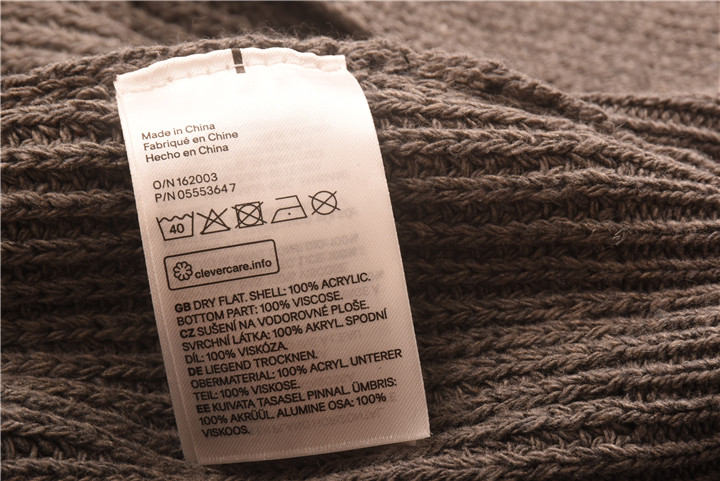 Made in China
Fabriqué en Chine
Hecho en China
O/N 162003
P/N 0555364 7
40
clevercare.info
GB DRY FLAT. SHELL: 100% ACRYLIC.
BOTTOM PART: 100% VISCOSE.
CZ SUŠENÍ NA VODOROVNÉ PLOŠE.
SVRCHNÍ LÁTKA: 100% AKRYL. SPODNÍ
DÍL: 100% VISKÓZA.
DE LIEGEND TROCKNEN.
OBERMATERIAL: 100% ACRYL. UNTERER
TEIL: 100% VISKOSE.
EE KUIVATA TASASEL PINNAL. ÜMBRIS:
100% AKRÜÜL. ALUMINE OSA: 100%
VISKOOS.